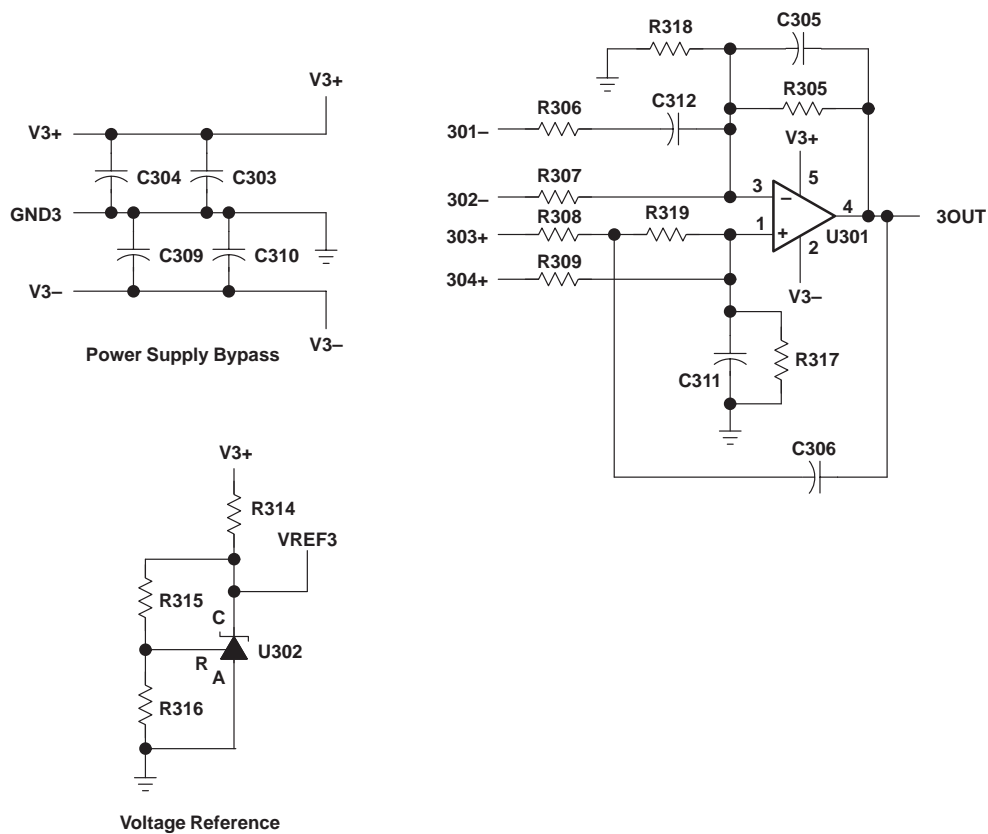 V3+
V3+
C304
C303
GND3
C309
C310
V3–
V3–
Power Supply Bypass
R318
C305
R306
C312
R305
301–
V3+
R307
3
5
302–
–
R308
R319
4
3OUT
303+
1
+
U301
R309
2
304+
V3–
C311
R317
C306
V3+
R314
VREF3
R315
C
U302
R
A
R316
Voltage Reference